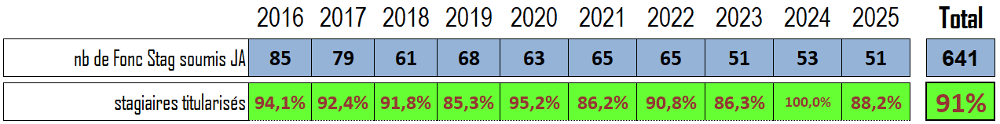 2016 2017 2018 2019 2020 2021 2022 2023 2024 2025 Total
nb de Fonc Stag soumis JA 85 79 61 68 63 65 65 51 53 51 641
stagiaires titularisés 94,1% 92,4% 91,8% 85,3% 95,2% 86,2% 90,8% 86,3% 100,0% 88,2% 91%